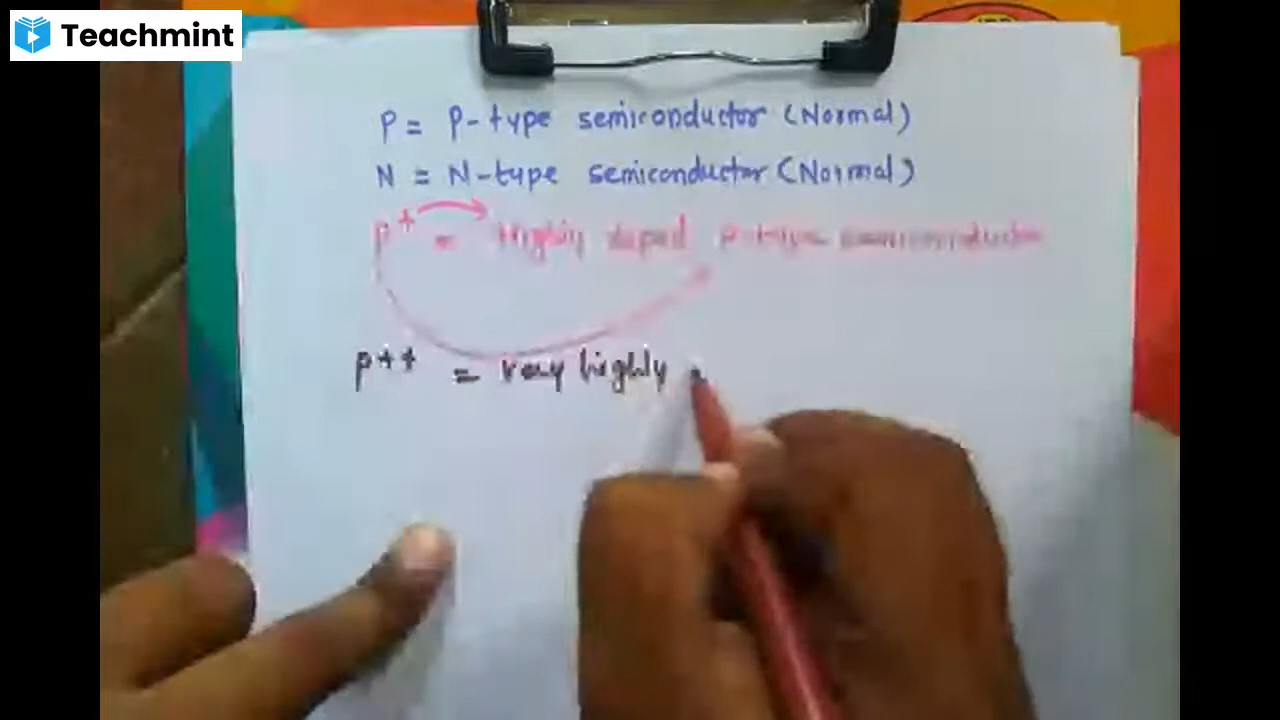 Teachmint
P = P-type semiconductor (Normal)
N = N-type semiconductor (Normal)
P+ = Highly doped P-type semiconductor
P++ = very highly